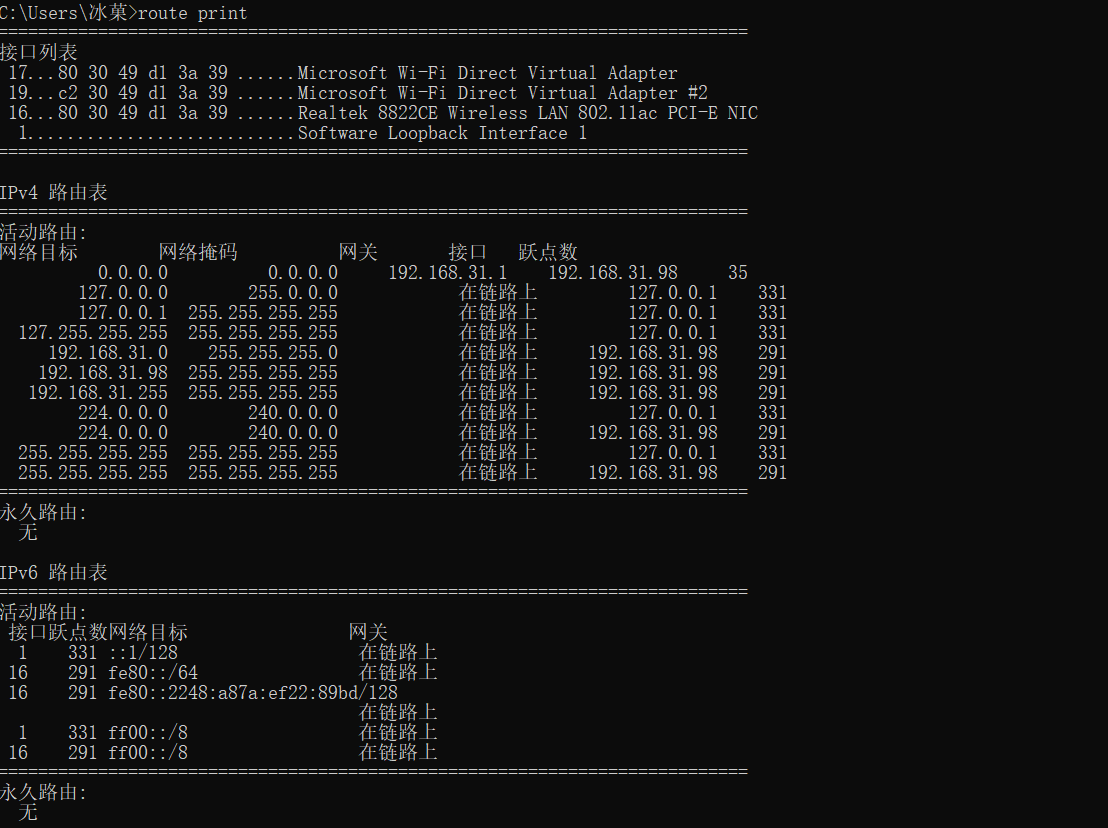 C:\Users\冰菓>route print
===========================================================================
接口列表
 17...80 30 49 d1 3a 39 ......Microsoft Wi-Fi Direct Virtual Adapter
 19...c2 30 49 d1 3a 39 ......Microsoft Wi-Fi Direct Virtual Adapter #2
 16...80 30 49 d1 3a 39 ......Realtek 8822CE Wireless LAN 802.11ac PCI-E NIC
  1...........................Software Loopback Interface 1
===========================================================================
IPv4 路由表
===========================================================================
活动路由:
网络目标        网络掩码          网关       接口   跃点数
          0.0.0.0          0.0.0.0     192.168.31.1    192.168.31.98     35
        127.0.0.0        255.0.0.0            在链路上         127.0.0.1    331
        127.0.0.1  255.255.255.255            在链路上         127.0.0.1    331
  127.255.255.255  255.255.255.255            在链路上         127.0.0.1    331
     192.168.31.0    255.255.255.0            在链路上     192.168.31.98    291
    192.168.31.98  255.255.255.255            在链路上     192.168.31.98    291
   192.168.31.255  255.255.255.255            在链路上     192.168.31.98    291
        224.0.0.0        240.0.0.0            在链路上         127.0.0.1    331
        224.0.0.0        240.0.0.0            在链路上     192.168.31.98    291
  255.255.255.255  255.255.255.255            在链路上         127.0.0.1    331
  255.255.255.255  255.255.255.255            在链路上     192.168.31.98    291
===========================================================================
永久路由:
  无
IPv6 路由表
===========================================================================
活动路由:
 接口跃点数网络目标                网关
  1    331 ::1/128                  在链路上
 16    291 fe80::/64                在链路上
 16    291 fe80::2248:a87a:ef22:89bd/128
                                    在链路上
  1    331 ff00::/8                 在链路上
 16    291 ff00::/8                 在链路上
===========================================================================
永久路由:
  无